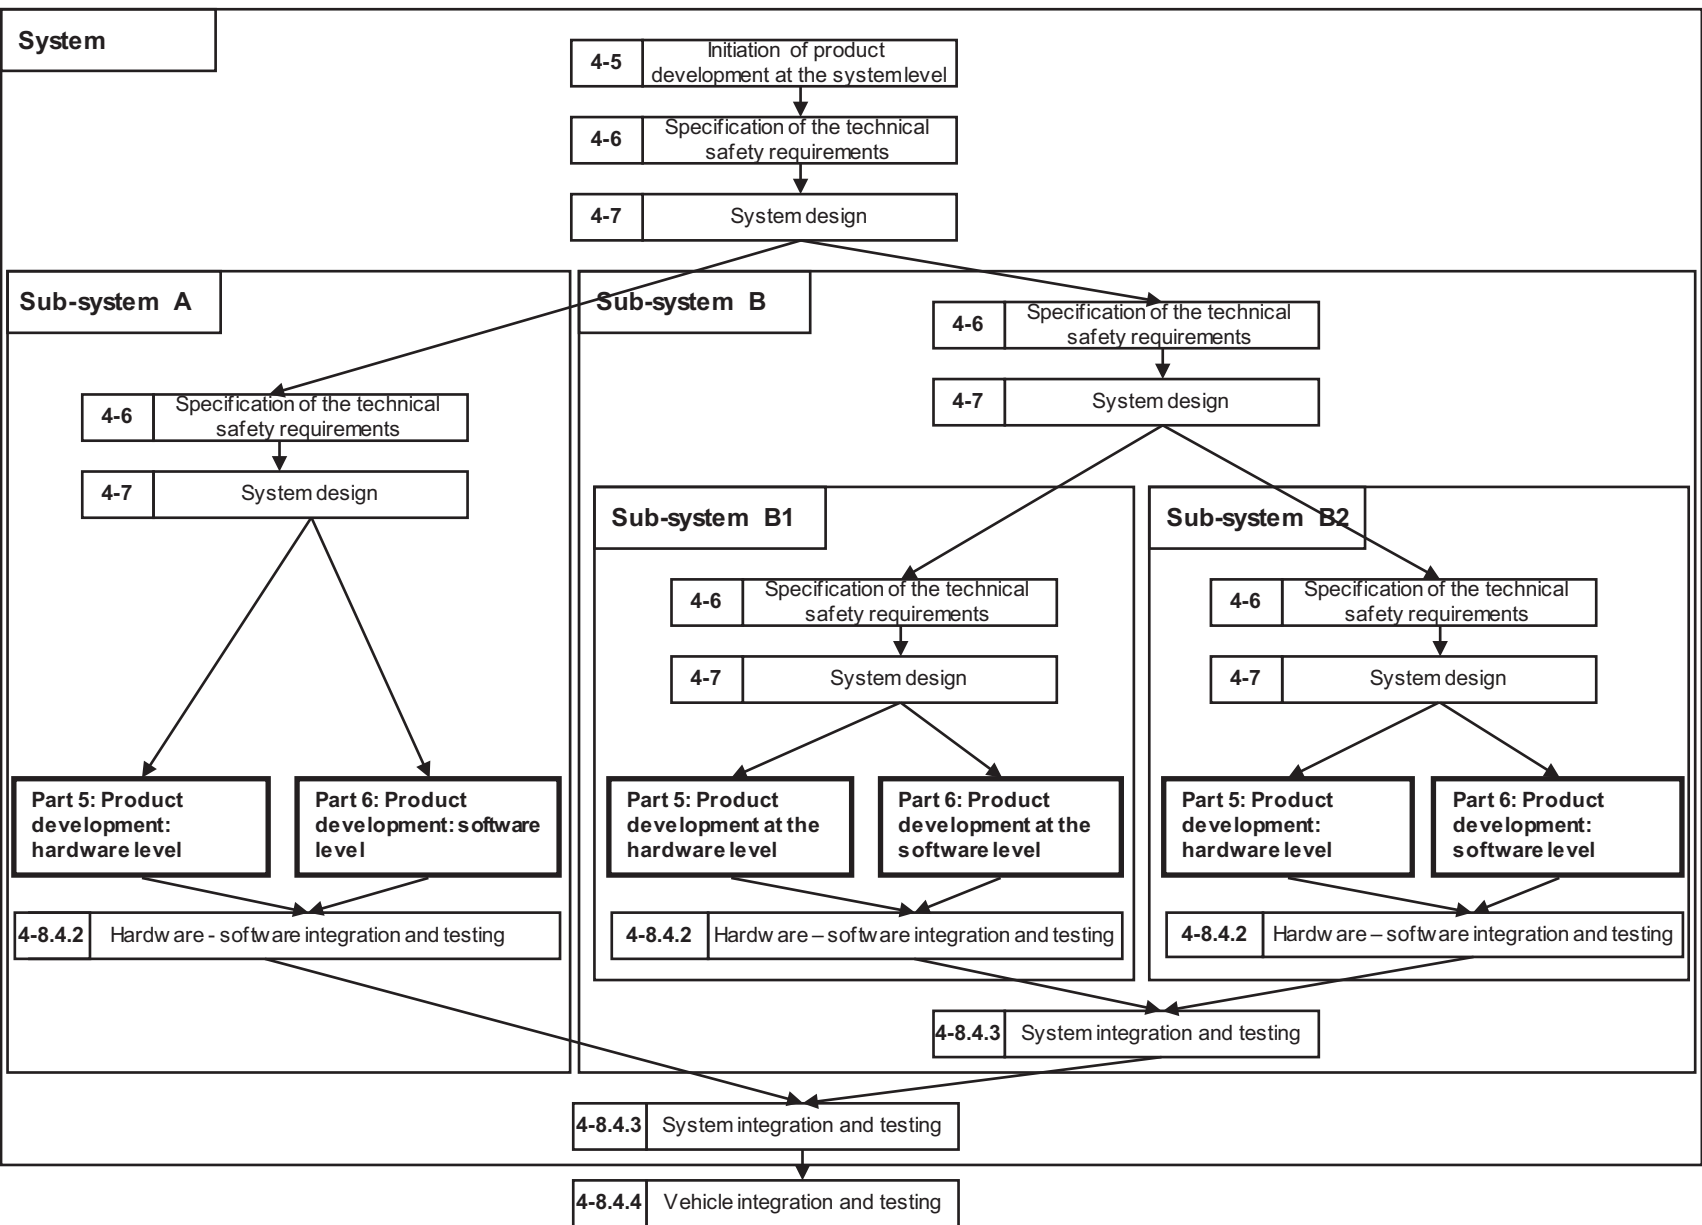 System
4-5
Initiation of product
development at the system level
4-6
Specification of the technical
safety requirements
4-7
System design
Sub-system A
4-6
Specification of the technical
safety requirements
4-7
System design
Part 5: Product
development:
hardware level
Part 6: Product
development: software
level
4-8.4.2
Hardware - software integration and testing
Sub-system B
4-6
Specification of the technical
safety requirements
4-7
System design
Sub-system B1
4-6
Specification of the technical
safety requirements
4-7
System design
Part 5: Product
development at the
hardware level
Part 6: Product
development at the
software level
4-8.4.2
Hardware – software integration and testing
Sub-system B2
4-6
Specification of the technical
safety requirements
4-7
System design
Part 5: Product
development:
hardware level
Part 6: Product
development:
software level
4-8.4.2
Hardware – software integration and testing
4-8.4.3
System integration and testing
4-8.4.3
System integration and testing
4-8.4.4
Vehicle integration and testing